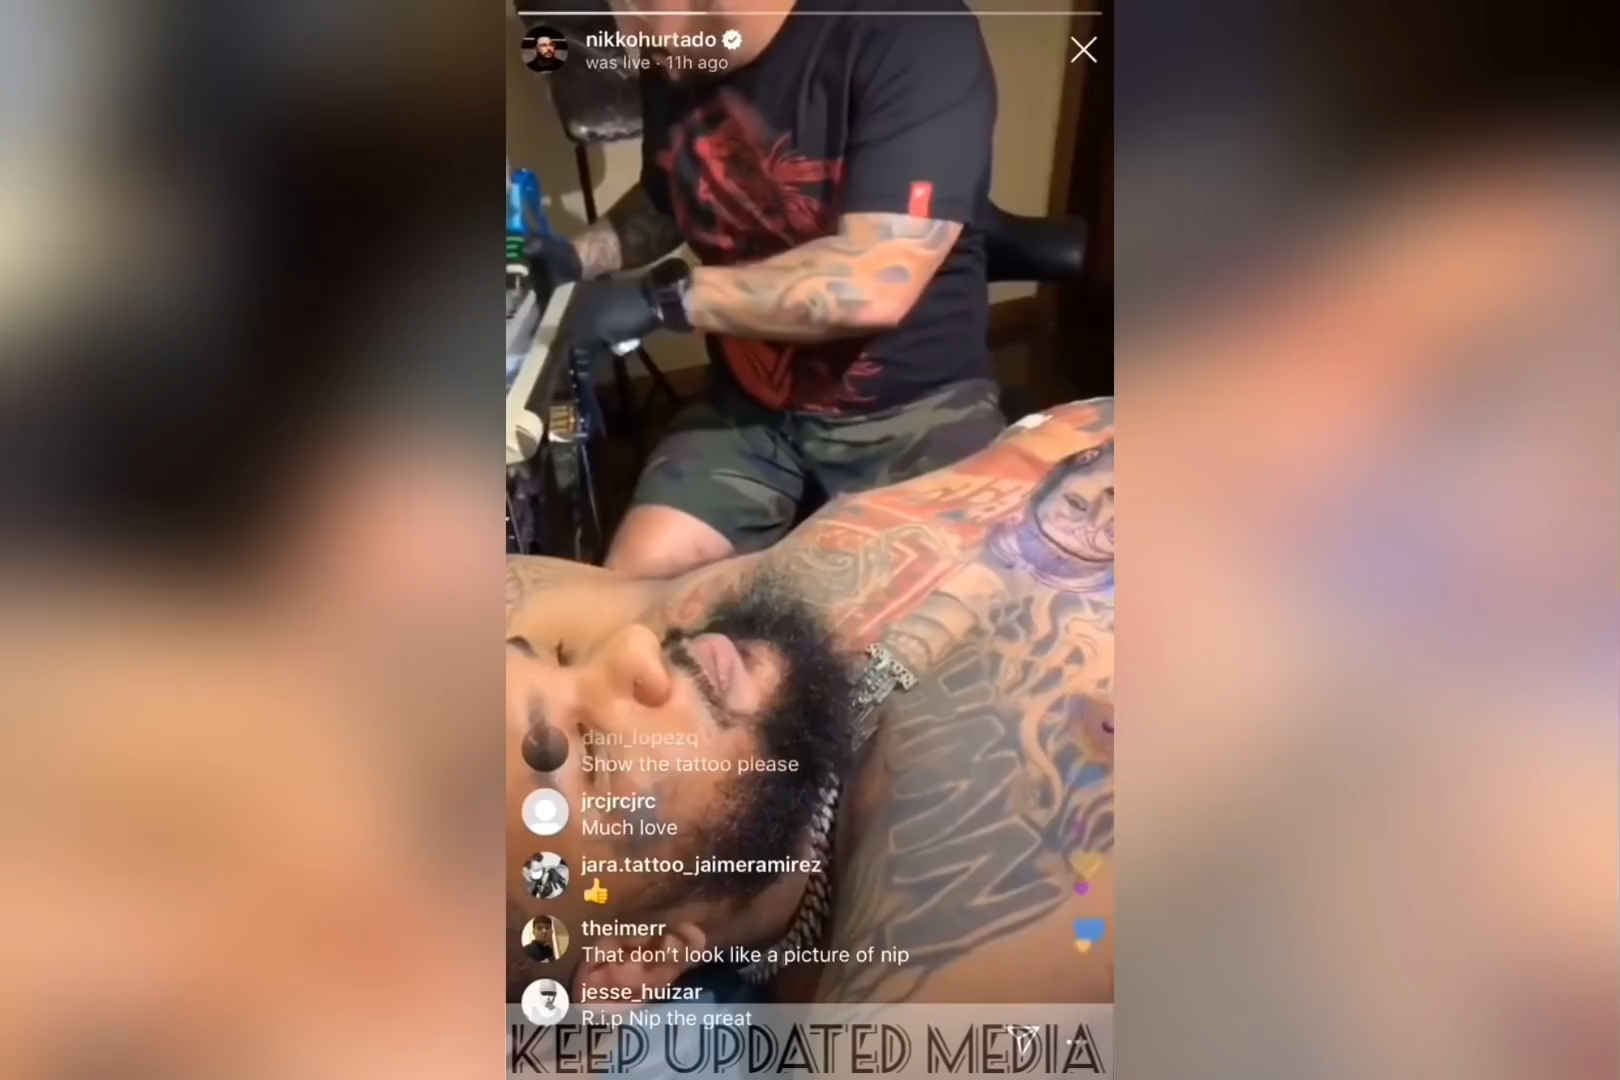 nikkohurtado
was live · 11h ago
dani_lopezq
Show the tattoo please
jrcjrcjrc
Much love
jara.tattoo_jaimeramirez
👍
theimerr
That don't look like a picture of nip
jesse_huizar
R.i.p Nip the great
KEEP UPDATED MEDIA